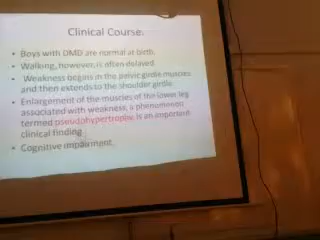 Clinical Course.
• Boys with DMD are normal at birth.
• Walking, however, is often delayed
• Weakness begins in the pelvic girdle muscles
and then extends to the shoulder girdle.
• Enlargement of the muscles of the lower leg
associated with weakness, a phenomenon
termed pseudohypertrophy, is an important
clinical finding.
• Cognitive impairment.